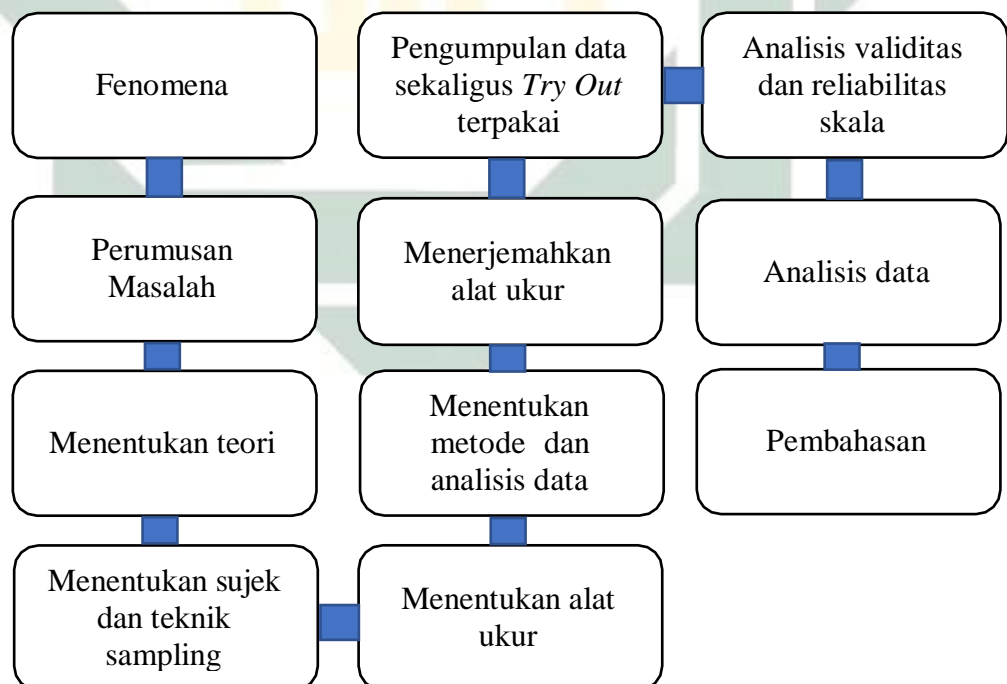 Fenomena
Perumusan
Masalah
Menentukan teori
Menentukan sujek
dan teknik
sampling
Menentukan alat
ukur
Menentukan
metode dan
analisis data
Menerjemahkan
alat ukur
Pengumpulan data
sekaligus Try Out
terpakai
Analisis validitas
dan reliabilitas
skala
Analisis data
Pembahasan